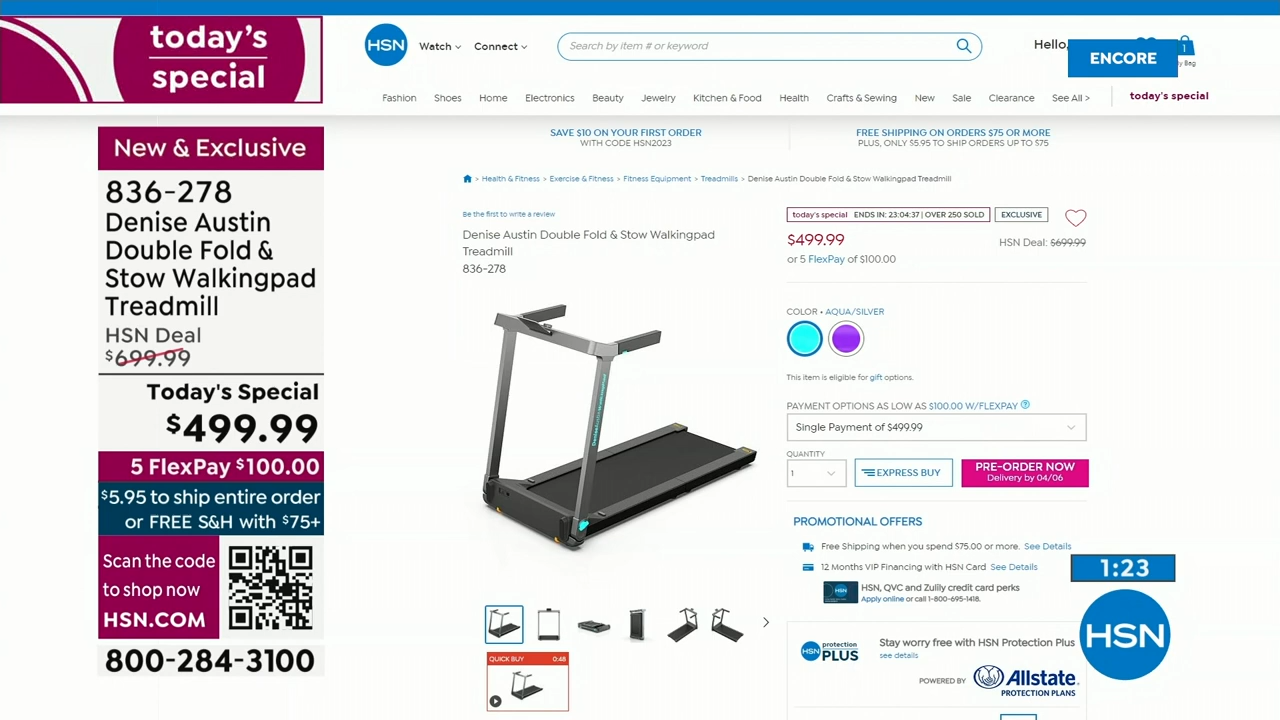 today's
special
New & Exclusive
836-278
Denise Austin
Double Fold &
Stow Walkingpad
Treadmill
HSN Deal
$699.99
Today's Special
$499.99
5 FlexPay $100.00
$5.95 to ship entire order
or FREE S&H with $75+
Scan the code
to shop now
HSN.COM
800-284-3100
HSN
Watch
Connect
Search by item # or keyword
Hello,
ENCORE
1
Bag
Fashion Shoes Home Electronics Beauty Jewelry Kitchen & Food Health Crafts & Sewing New Sale Clearance See All > today's special
SAVE $10 ON YOUR FIRST ORDER
WITH CODE HSN2023
FREE SHIPPING ON ORDERS $75 OR MORE
PLUS, ONLY $5.95 TO SHIP ORDERS UP TO $75
> Health & Fitness > Exercise & Fitness > Fitness Equipment > Treadmills > Denise Austin Double Fold & Stow Walkingpad Treadmill
Be the first to write a review
Denise Austin Double Fold & Stow Walkingpad
Treadmill
836-278
today's special ENDS IN: 23:04:37 | OVER 250 SOLD
EXCLUSIVE
$499.99
HSN Deal: $699.99
or 5 FlexPay of $100.00
COLOR • AQUA/SILVER
This item is eligible for gift options.
PAYMENT OPTIONS AS LOW AS $100.00 W/FLEXPAY ?
Single Payment of $499.99
QUANTITY
1
EXPRESS BUY
PRE-ORDER NOW
Delivery by 04/06
PROMOTIONAL OFFERS
Free Shipping when you spend $75.00 or more. See Details
12 Months VIP Financing with HSN Card See Details
HSN, QVC and Zulily credit card perks
Apply online or call 1-800-695-1418.
HSN protection
PLUS
Stay worry free with HSN Protection Plus
see details
POWERED BY
Allstate
PROTECTION PLANS
QUICK BUY 0:48
1:23
HSN